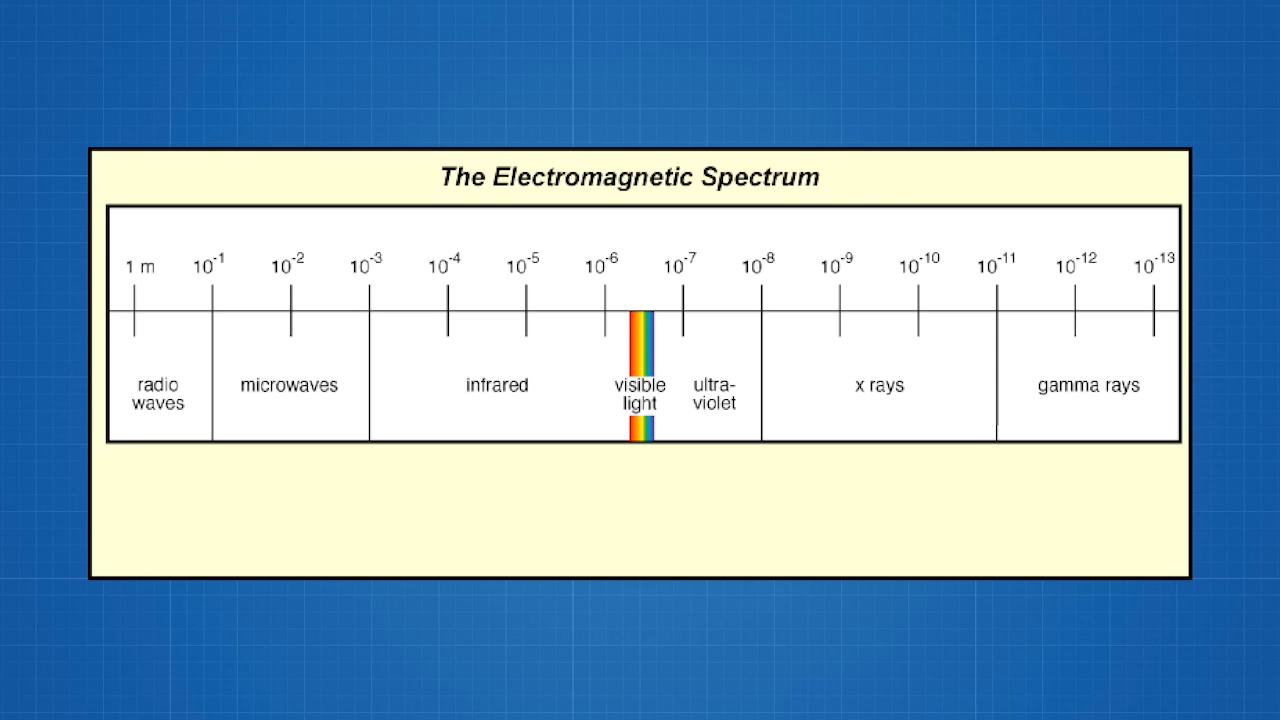 The Electromagnetic Spectrum
1 m 10⁻¹ 10⁻² 10⁻³ 10⁻⁴ 10⁻⁵ 10⁻⁶ 10⁻⁷ 10⁻⁸ 10⁻⁹ 10⁻¹⁰ 10⁻¹¹ 10⁻¹² 10⁻¹³
radio
waves
microwaves
infrared
visible
light
ultra-
violet
x rays
gamma rays